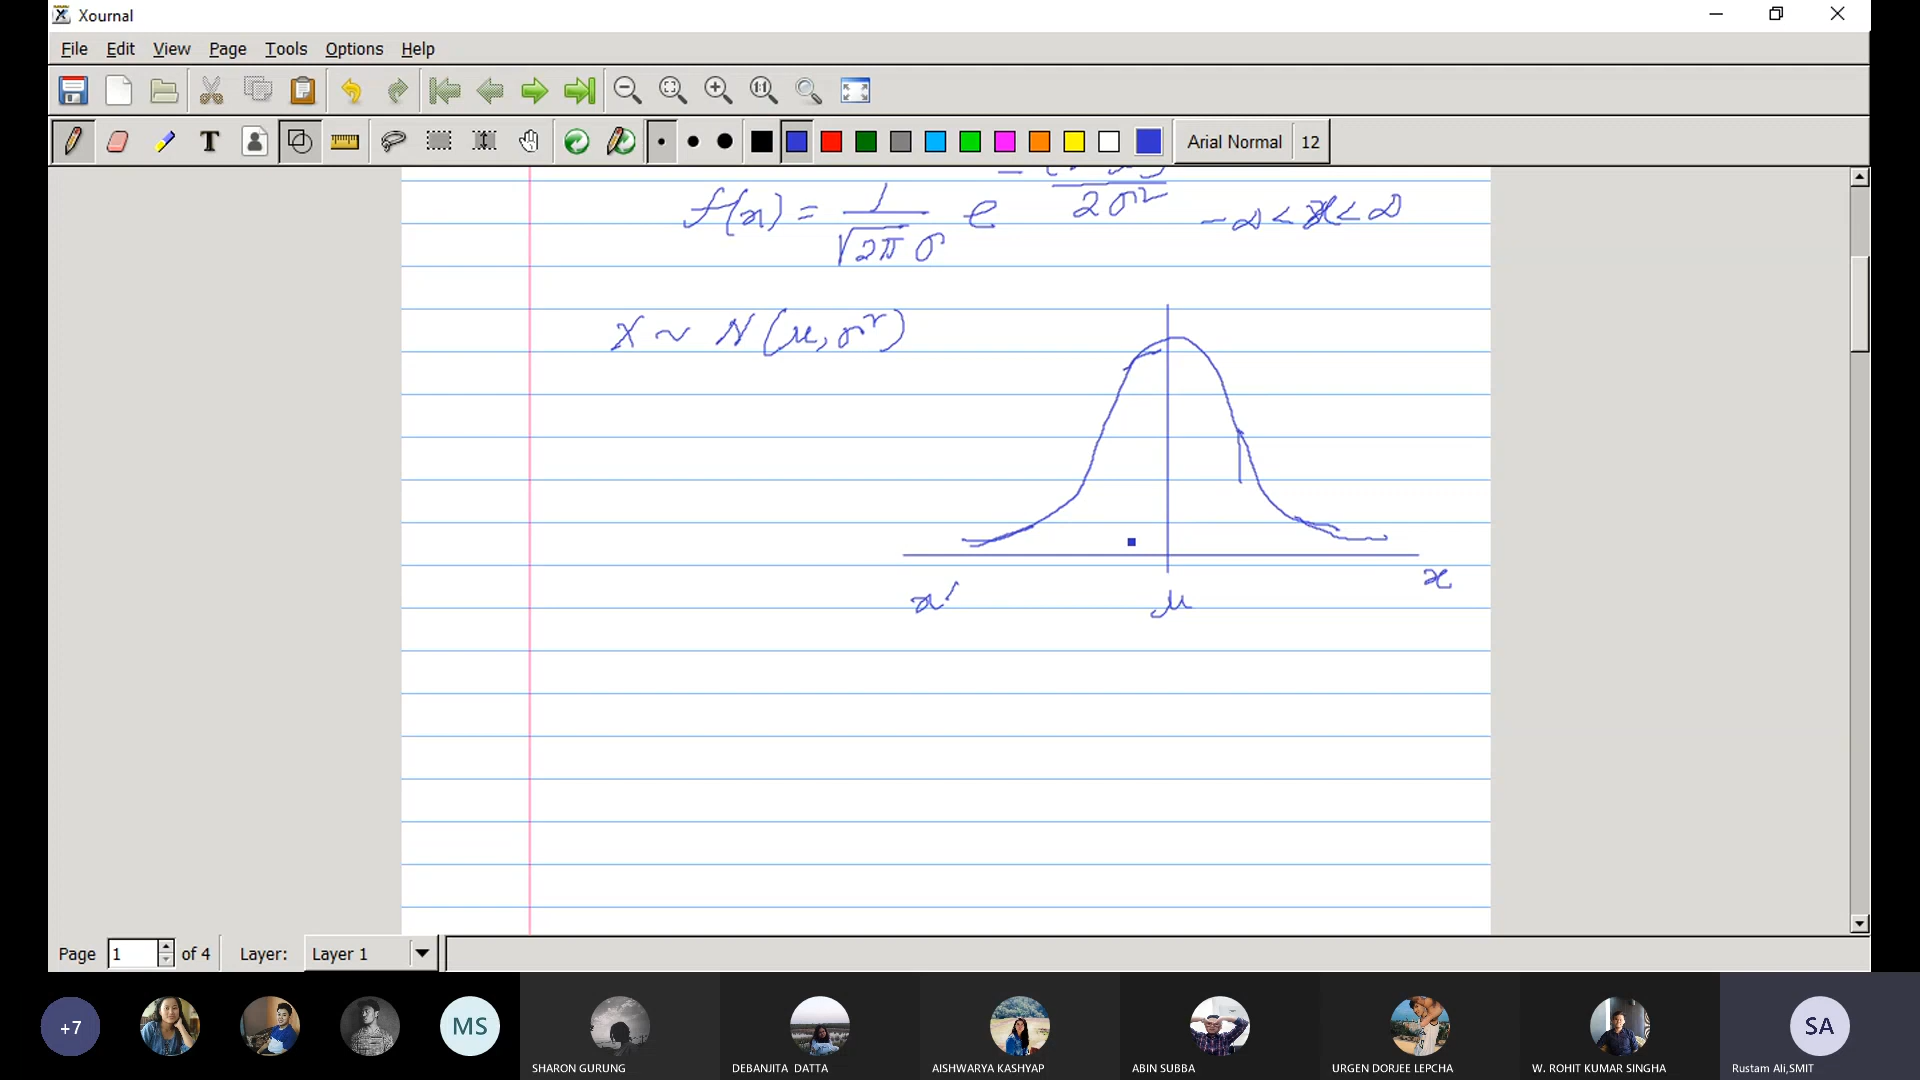 Xournal
File Edit View Page Tools Options Help
T 1:1 Arial Normal 12
f(x) = 1/√2π σ e 2σ² -∞ < x < ∞
X ~ N(μ, σ²)
x' μ x
Page 1 of 4 Layer: Layer 1
+7 MS SA
SHARON GURUNG DEBANJITA DATTA AISHWARYA KASHYAP ABIN SUBBA URGEN DORJEE LEPCHA W. ROHIT KUMAR SINGHA Rustam Ali,SMIT